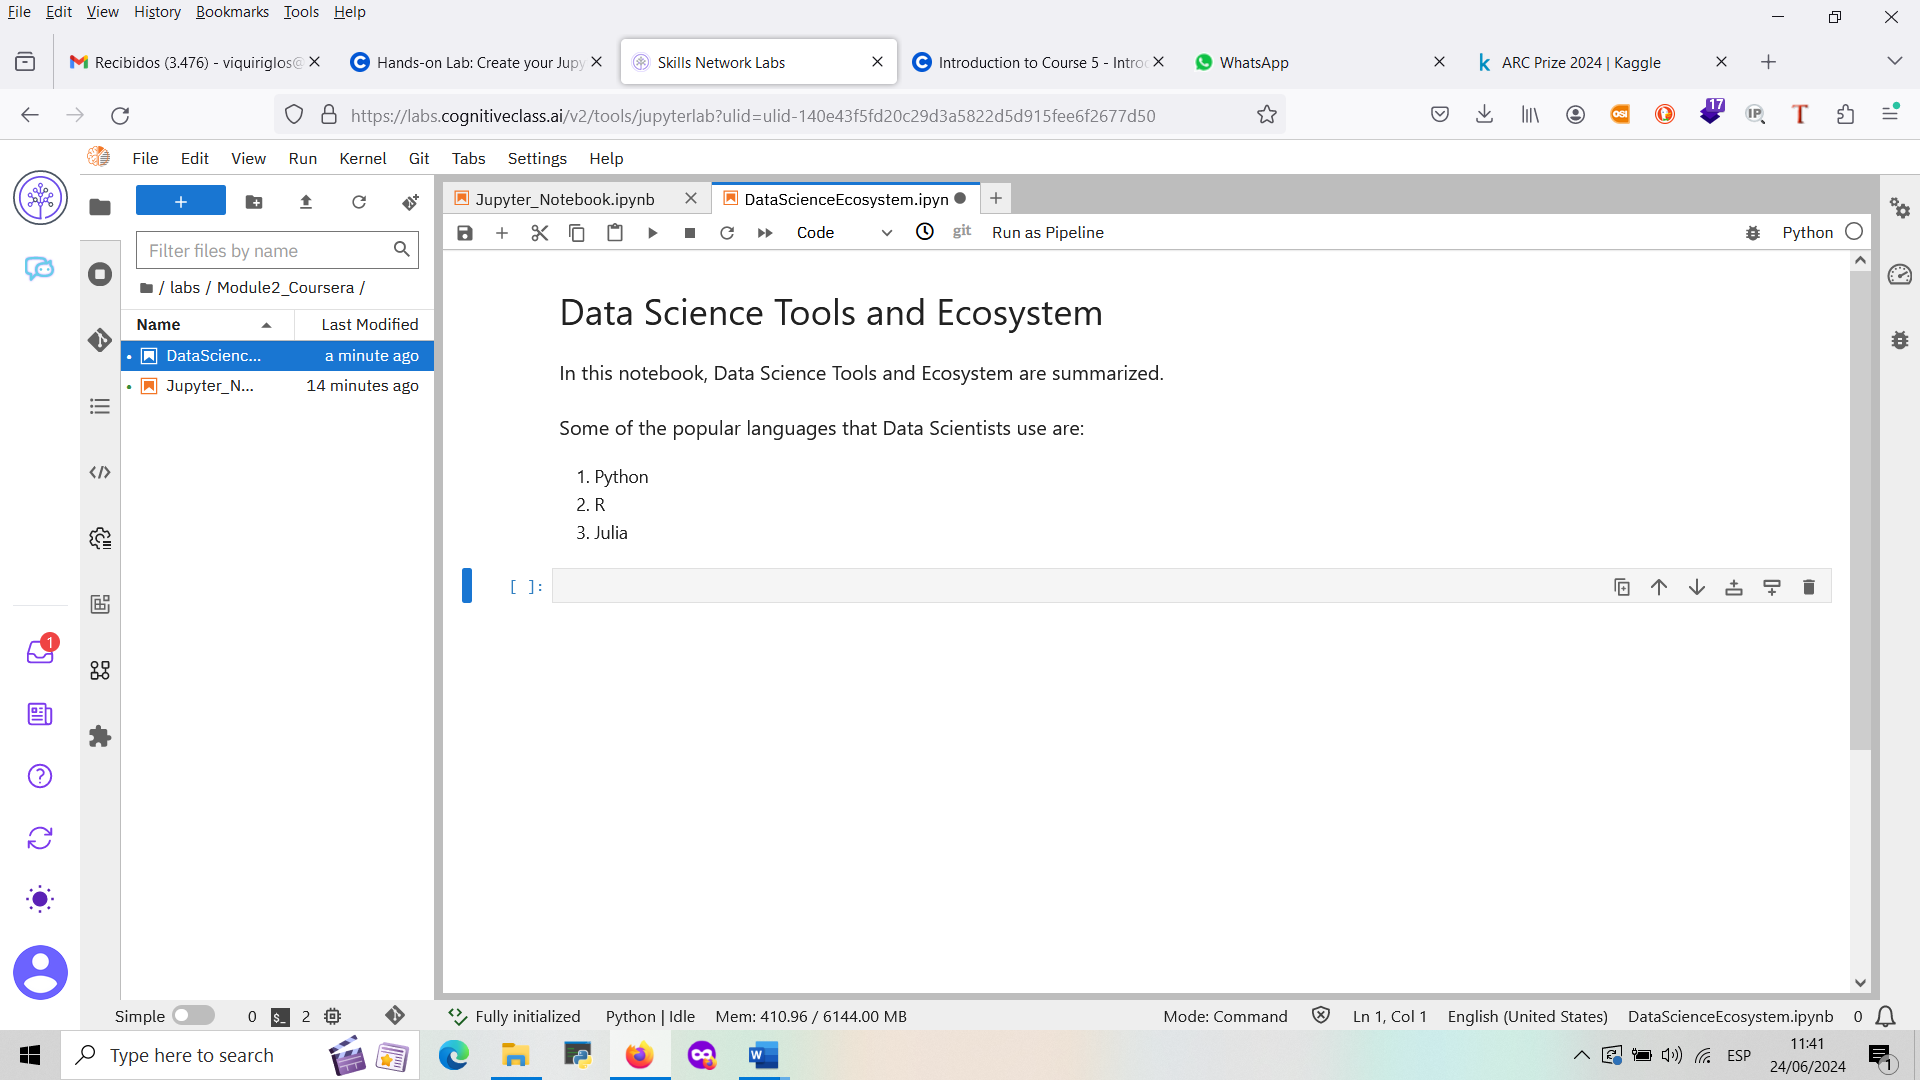 File Edit View History Bookmarks Tools Help
Recibidos (3.476) - viquiriglos@ Hands-on Lab: Create your Jupy Skills Network Labs Introduction to Course 5 - Intro WhatsApp ARC Prize 2024 | Kaggle
https://labs.cognitiveclass.ai/v2/tools/jupyterlab?ulid=ulid-140e43f5fd20c29d3a5822d5d915fee6f2677d50 OSI 17 IP T
File Edit View Run Kernel Git Tabs Settings Help
Jupyter_Notebook.ipynb DataScienceEcosystem.ipyn
Code git Run as Pipeline Python
Filter files by name
/ labs / Module2_Coursera /
Name Last Modified
DataScienc... a minute ago
Jupyter_N... 14 minutes ago
Data Science Tools and Ecosystem
In this notebook, Data Science Tools and Ecosystem are summarized.
Some of the popular languages that Data Scientists use are:
1. Python
2. R
3. Julia
[ ]:
1
Simple 0 $_ 2 Fully initialized Python | Idle Mem: 410.96 / 6144.00 MB Mode: Command Ln 1, Col 1 English (United States) DataScienceEcosystem.ipynb 0
Type here to search ESP 11:41
24/06/2024 1